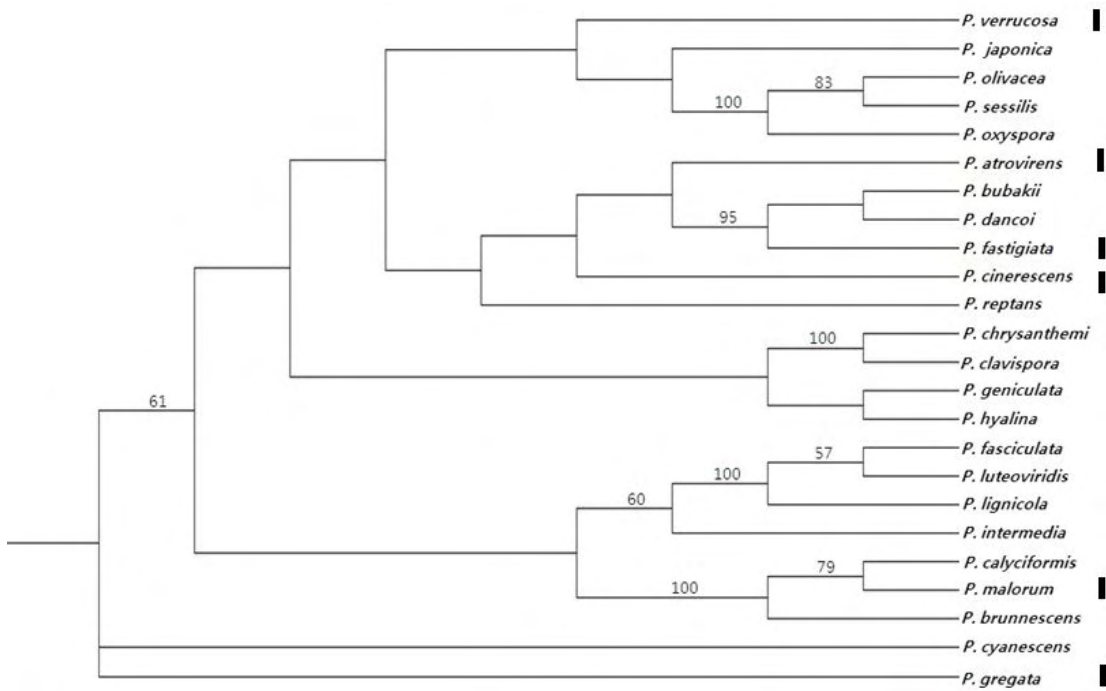 P. verrucosa
P. japonica
83
P. olivacea
100
P. sessilis
P. oxyspora
P. atrovirens
P. bubakii
95
P. dancoi
P. fastigiata
P. cinerescens
P. reptans
100
P. chrysanthemi
P. clavispora
P. geniculata
61
P. hyalina
P. fasciculata
57
P. luteoviridis
100
P. lignicola
60
P. intermedia
P. calyciformis
79
P. malorum
100
P. brunnescens
P. cyanescens
P. gregata